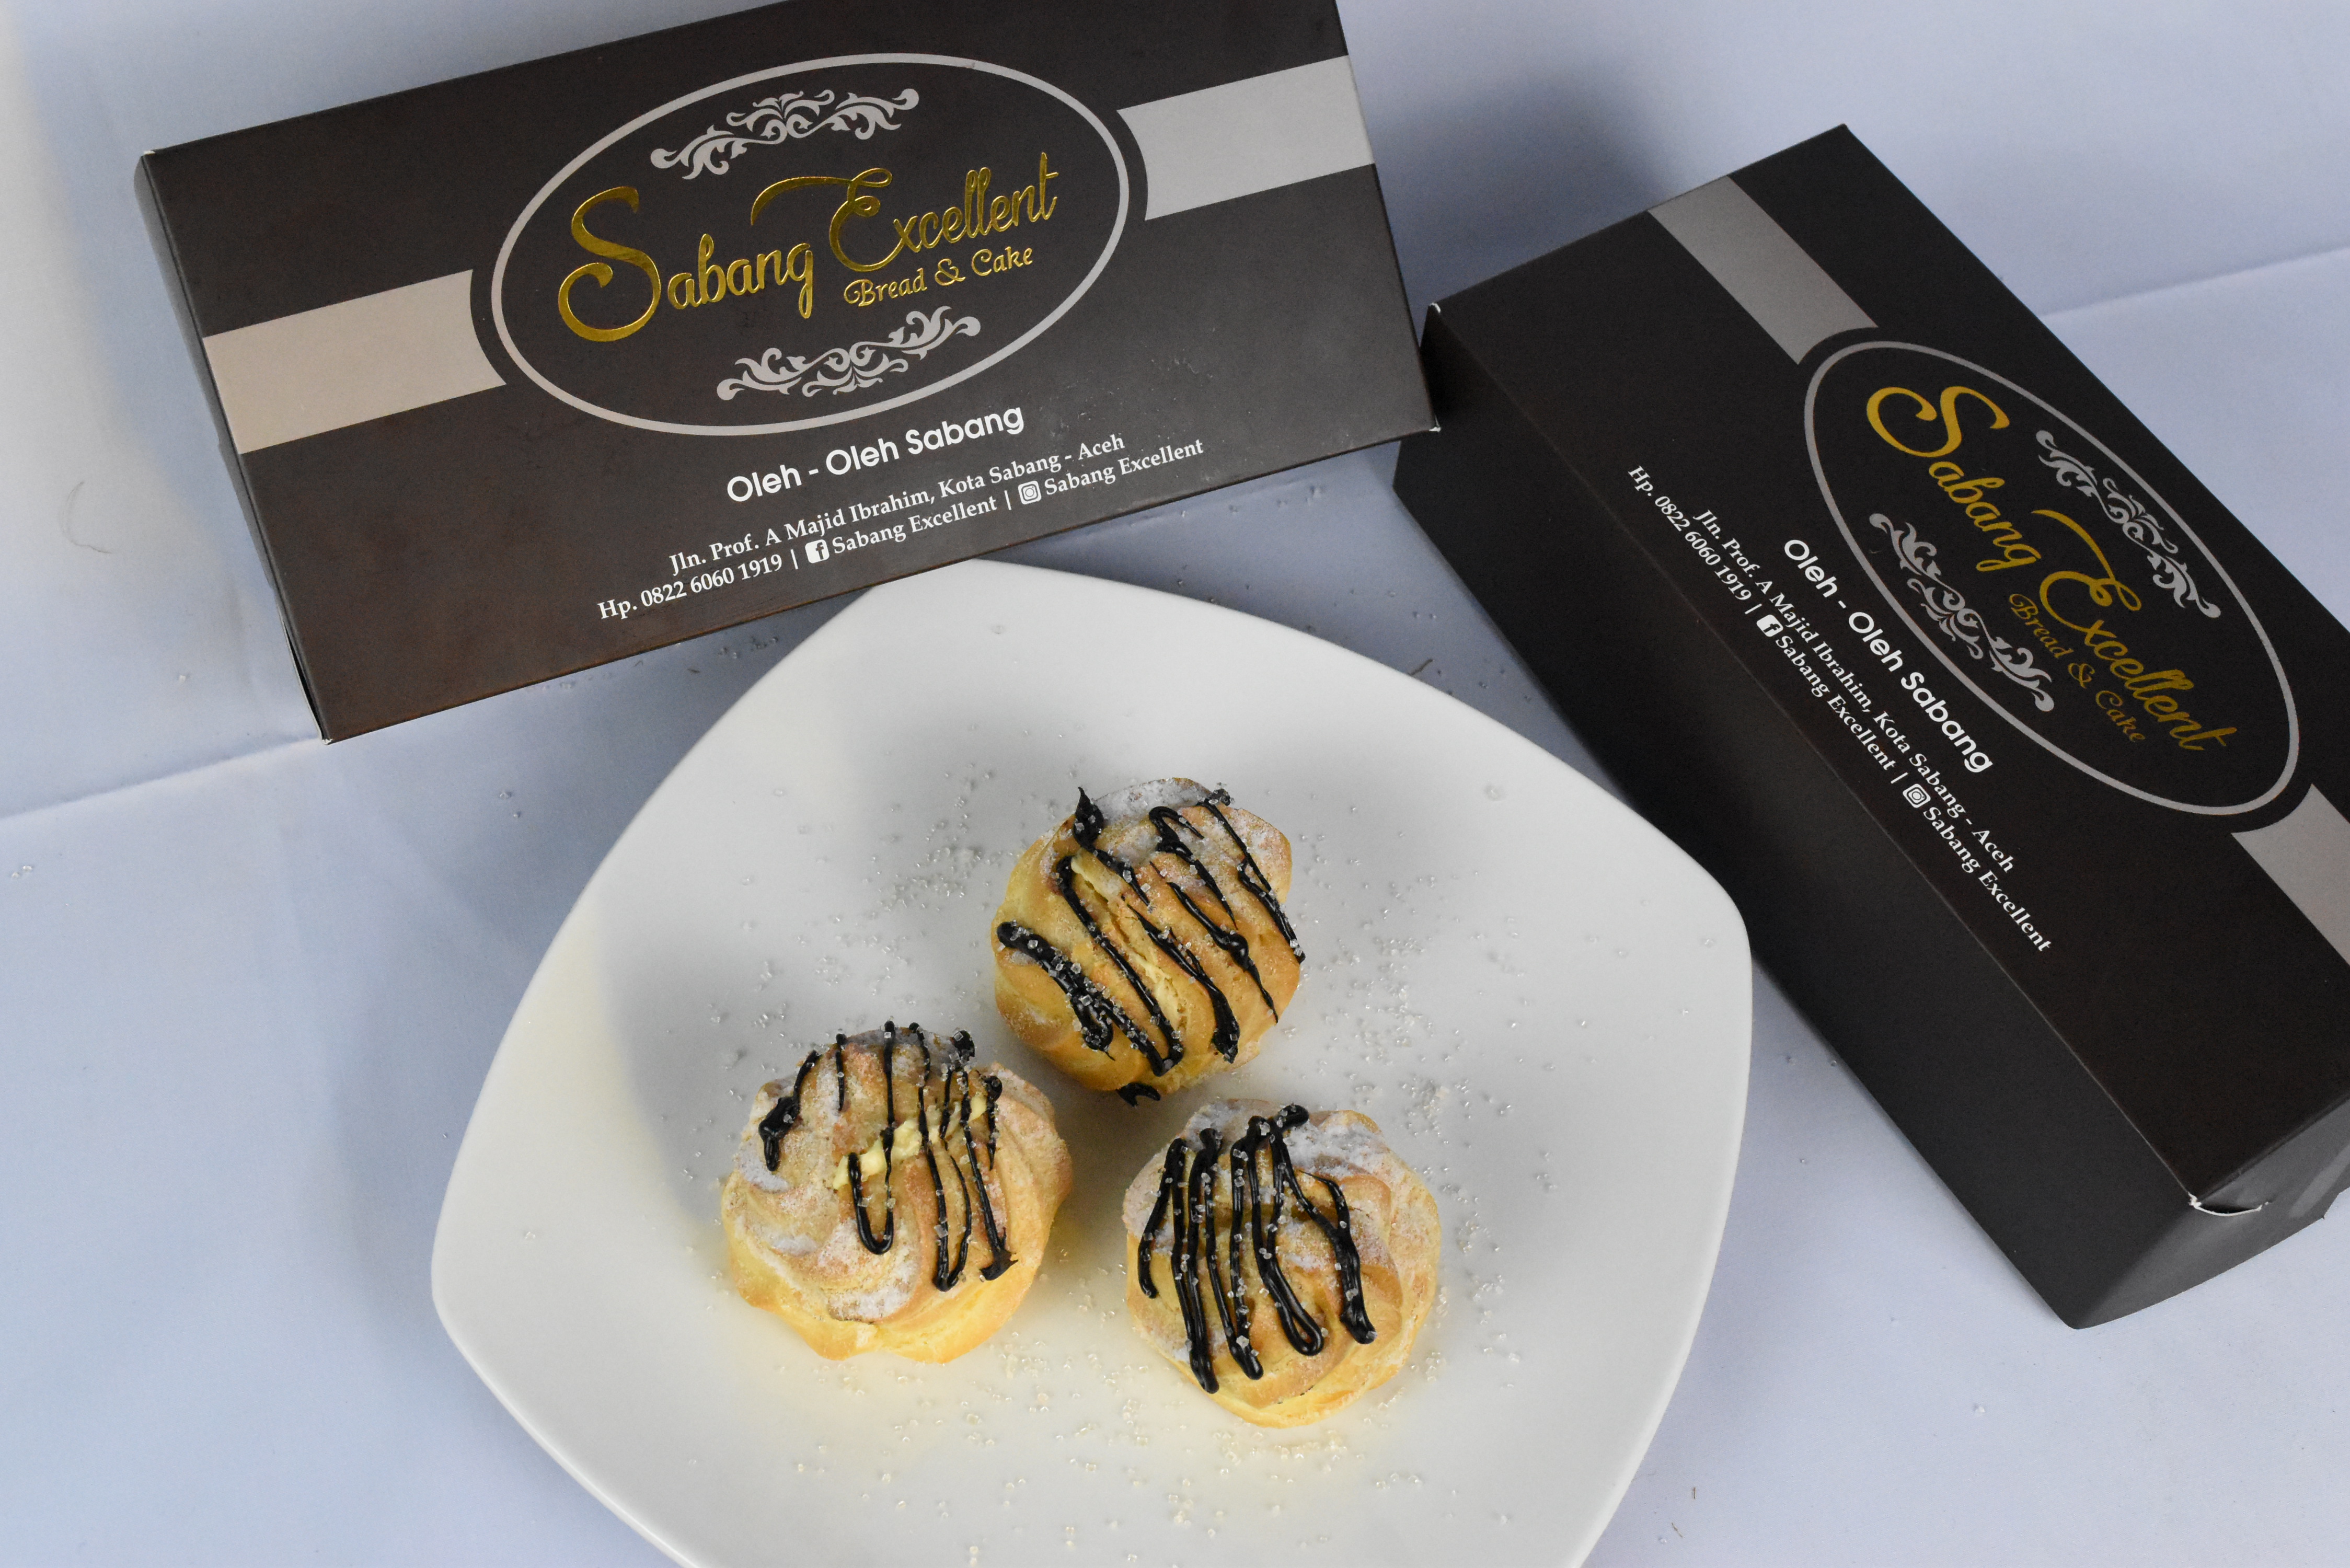 Sabang Excellent
Bread & Cake
Oleh - Oleh Sabang
Jln. Prof. A Majid Ibrahim, Kota Sabang - Aceh
Hp. 0822 6060 1919 | Sabang Excellent | Sabang Excellent
Sabang Excellent
Bread & Cake
Oleh - Oleh Sabang
Jln. Prof. A Majid Ibrahim, Kota Sabang - Aceh
Hp. 0822 6060 1919 | Sabang Excellent | Sabang Excellent